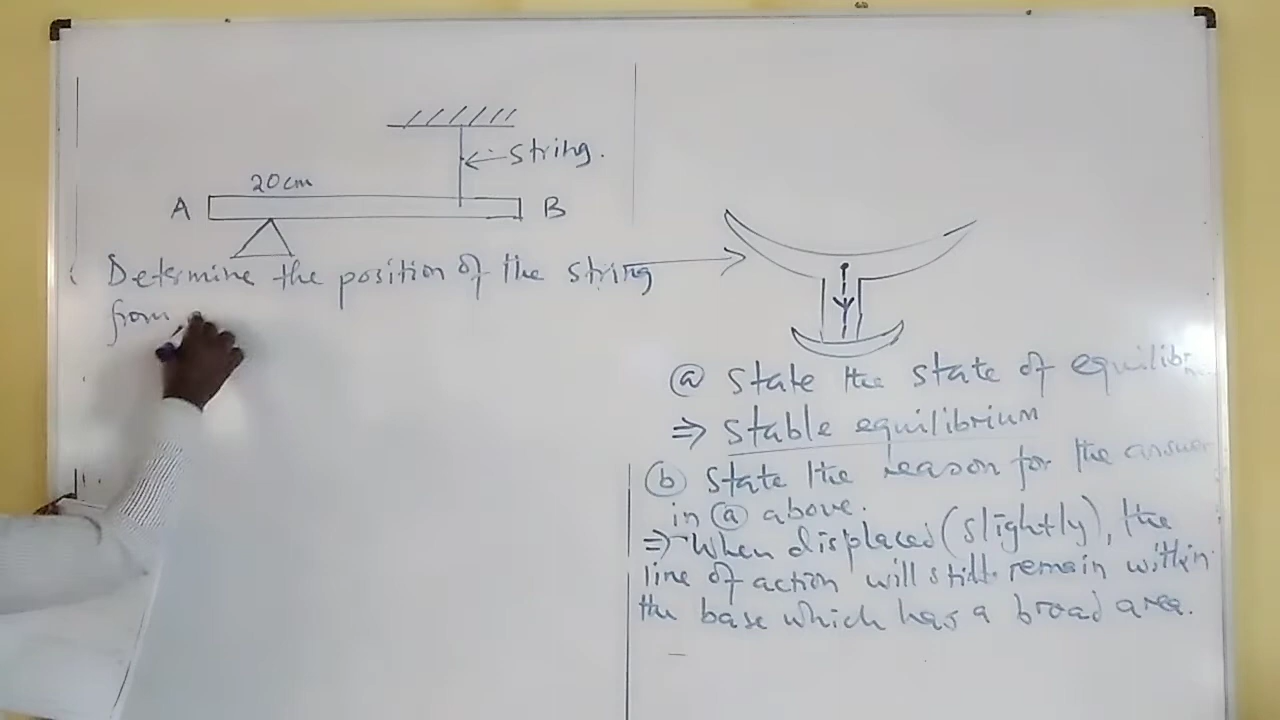 string.
20cm
A
B
Determine the position of the string
from
(a) State the state of equilib
⇒ Stable equilibrium
(b) State the reason for the answer
in (a) above.
⇒ When displaced (slightly), the
line of action will still remain within
the base which has a broad area.